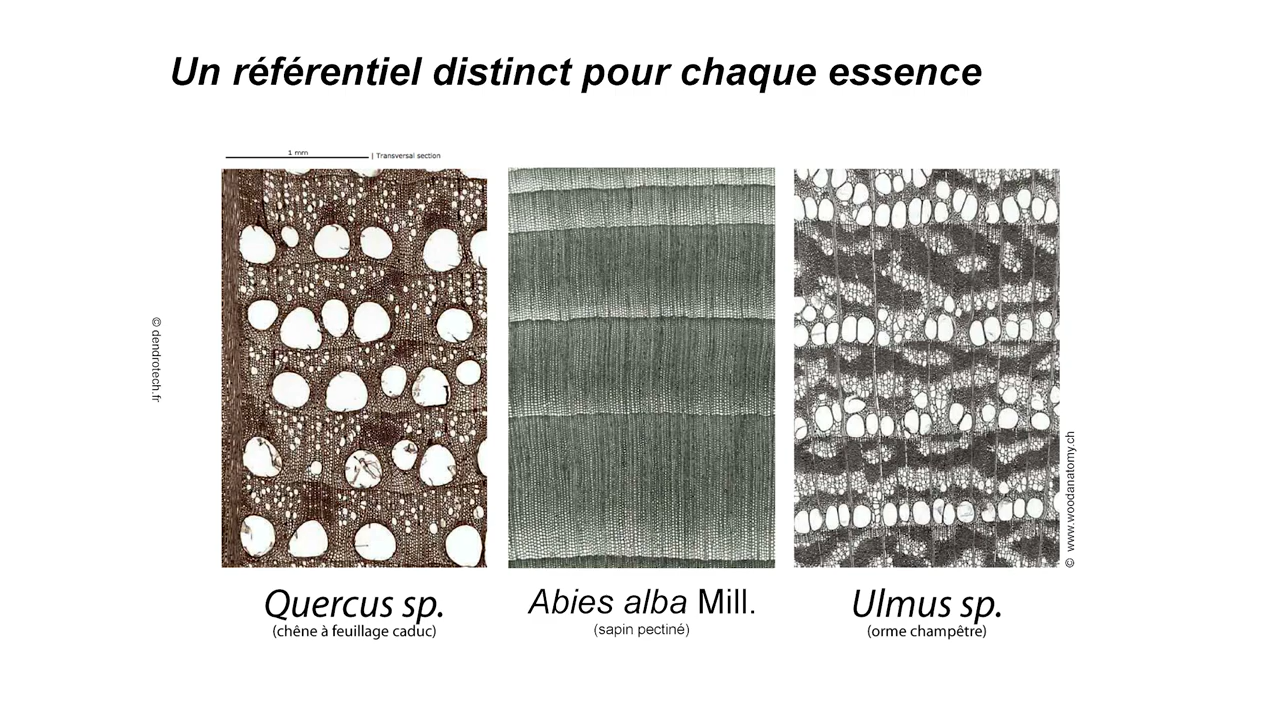 Un référentiel distinct pour chaque essence
1 mm
| Transversal section
© dendrotech.fr
© www.woodanatomy.ch
Quercus sp.
(chêne à feuillage caduc)
Abies alba Mill.
(sapin pectiné)
Ulmus sp.
(orme champêtre)